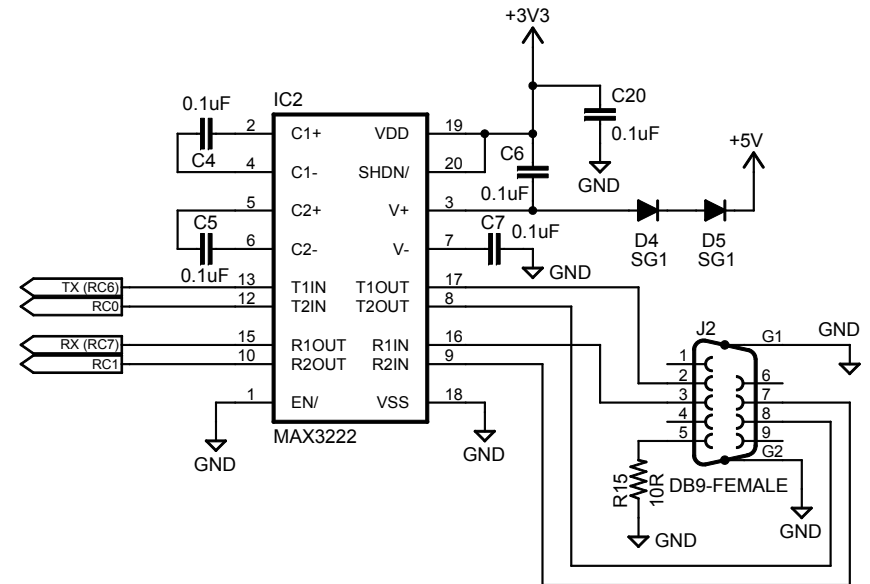 +3V3
C20
0.1uF
GND
IC2
0.1uF
C4
2 C1+ VDD 19
4 C1- SHDN/ 20
5 C2+ V+ 3
6 C2- V- 7
13 T1IN T1OUT 17
12 T2IN T2OUT 8
15 R1OUT R1IN 16
10 R2OUT R2IN 9
1 EN/ VSS 18
MAX3222
C5
0.1uF
C6
0.1uF
C7
0.1uF
GND
+5V
D4
SG1
D5
SG1
TX (RC6)
RC0
RX (RC7)
RC1
GND
GND
J2
G1
GND
1
2
3
4
5
6
7
8
9
G2
DB9-FEMALE
R15
10R
GND
GND